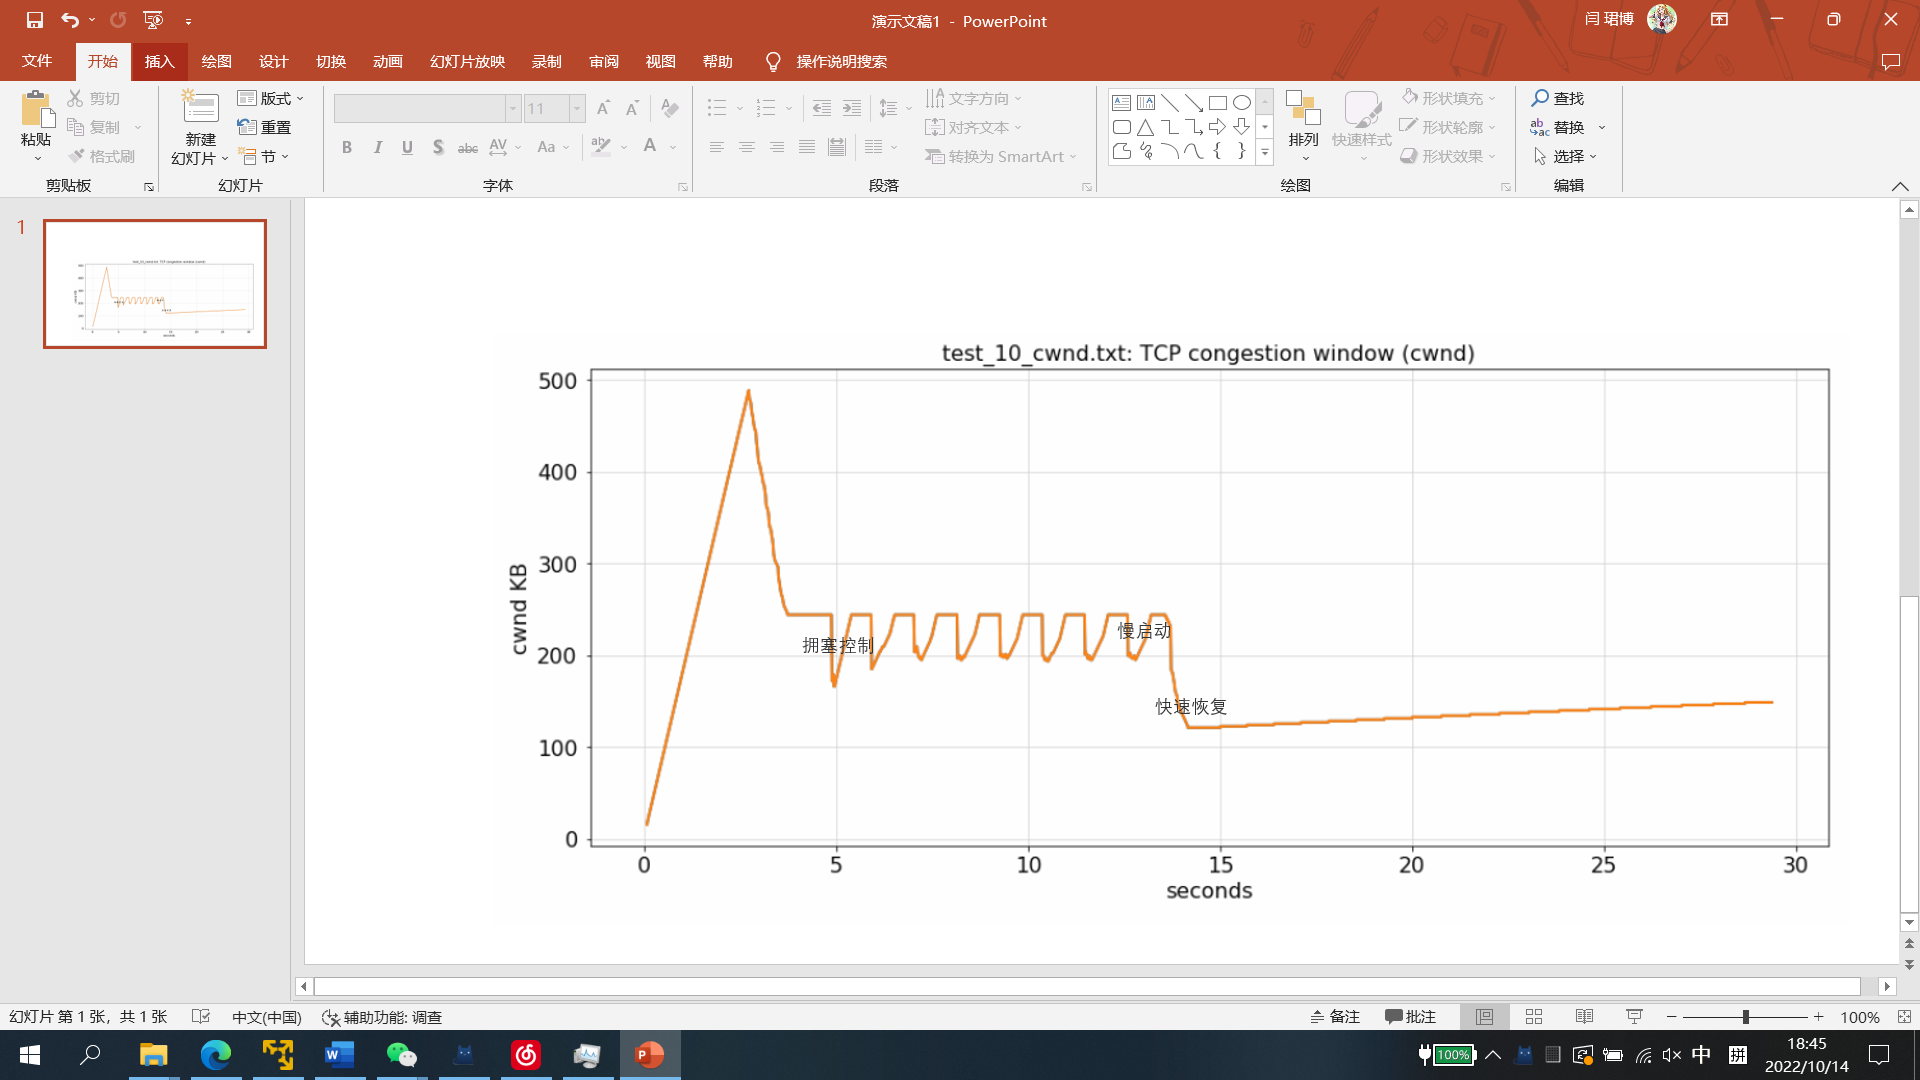 演示文稿1 - PowerPoint
闫 珺博
文件 开始 插入 绘图 设计 切换 动画 幻灯片放映 录制 审阅 视图 帮助 操作说明搜索
粘贴
剪切
复制
格式刷
剪贴板
新建
幻灯片
版式
重置
节
幻灯片
11
B I U S abc AV Aa A
字体
文字方向
对齐文本
转换为 SmartArt
段落
排列
快速样式
形状填充
形状轮廓
形状效果
绘图
查找
替换
选择
编辑
1
test_10_cwnd.txt: TCP congestion window (cwnd)
500
400
300
200
100
0
cwnd KB
拥塞控制
慢启动
快速恢复
0 5 10 15 20 25 30
seconds
幻灯片 第 1 张，共 1 张 中文(中国) 辅助功能: 调查
备注 批注 100%
100% 中 拼
18:45
2022/10/14